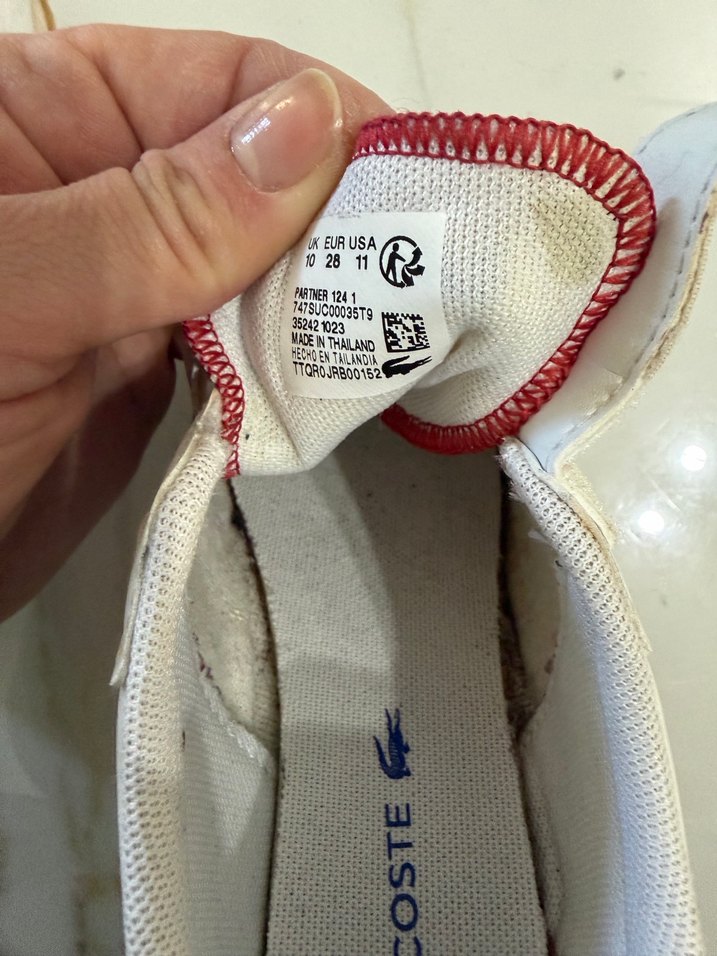 UK EUR USA
10 28 11
PARTNER 124 1
747SUC00035T9
35242 1023
MADE IN THAILAND
HECHO EN TAILANDIA
TTQR0JRB00152
COSTE